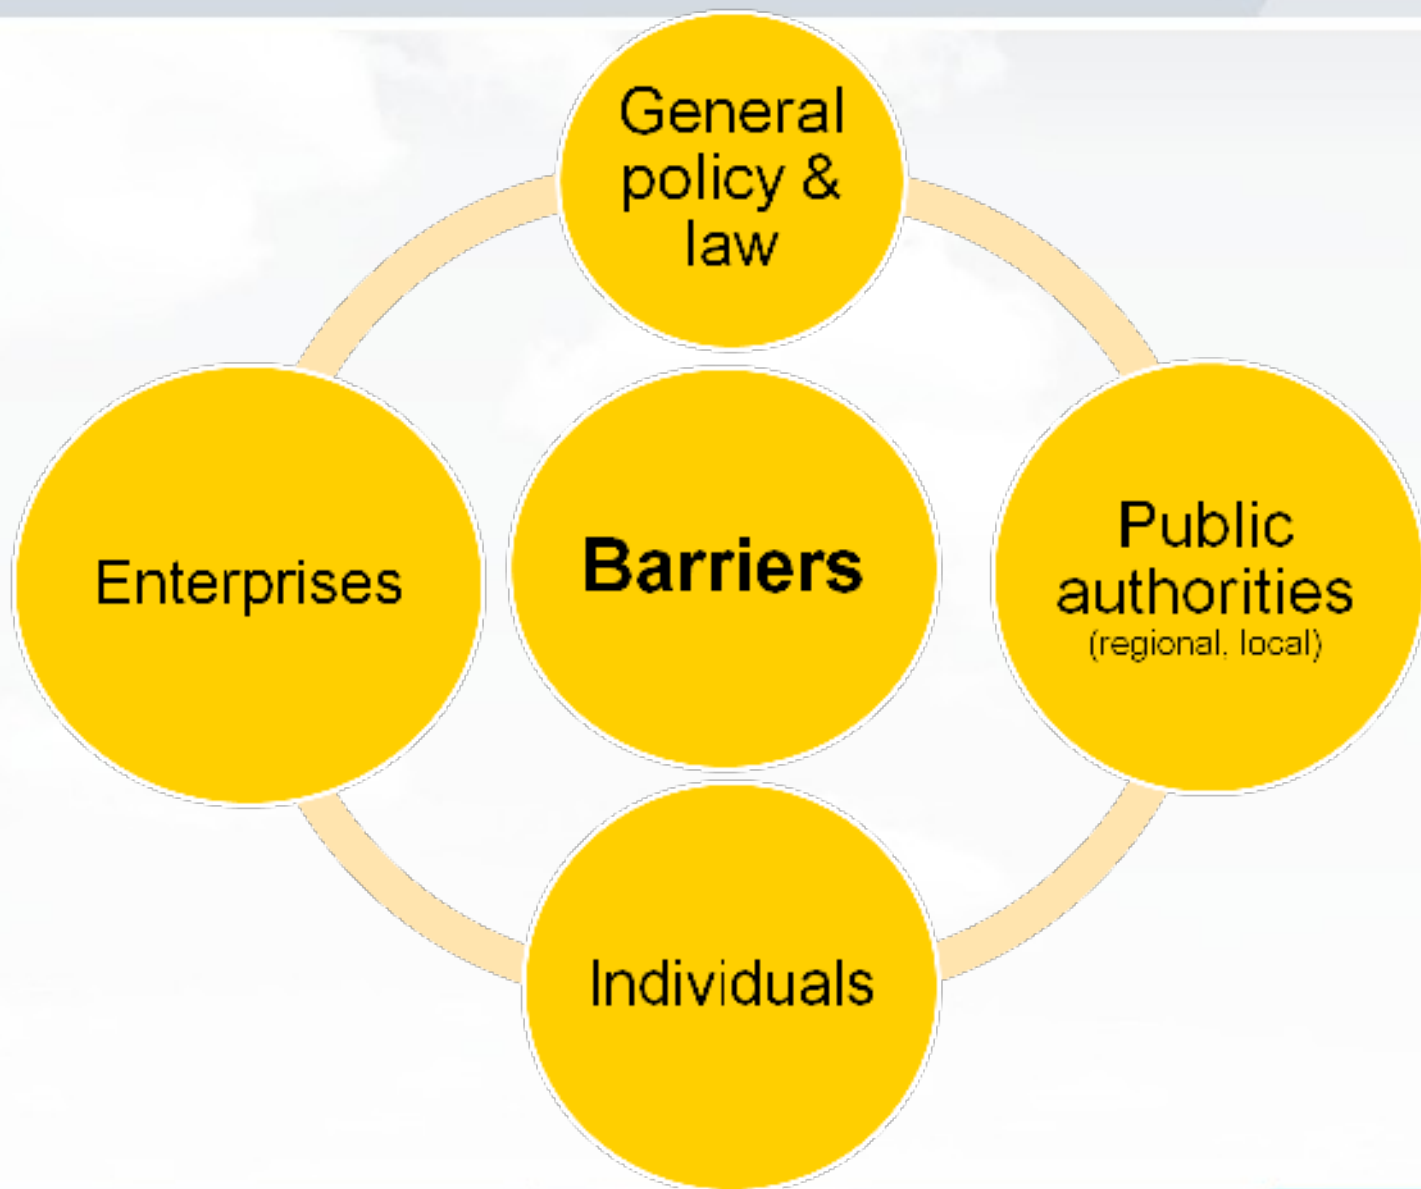 General
policy &
law
Enterprises
Barriers
Public
authorities
(regional, local)
Individuals